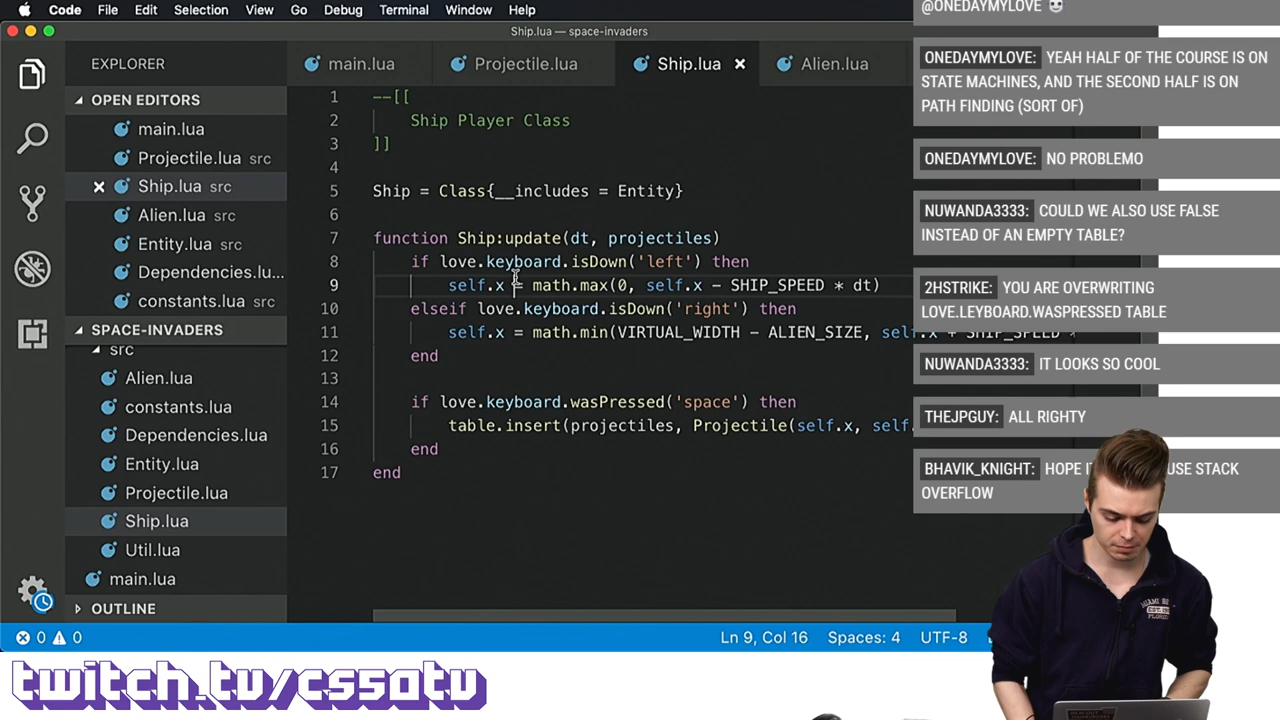 Code File Edit Selection View Go Debug Terminal Window Help
Ship.lua — space-invaders
EXPLORER
OPEN EDITORS
main.lua
Projectile.lua src
Ship.lua src
Alien.lua src
Entity.lua src
Dependencies.lu...
constants.lua src
SPACE-INVADERS
src
Alien.lua
constants.lua
Dependencies.lua
Entity.lua
Projectile.lua
Ship.lua
Util.lua
main.lua
OUTLINE
main.lua Projectile.lua Ship.lua Alien.lua
1 --[[
2 Ship Player Class
3 ]]
4
5 Ship = Class{__includes = Entity}
6
7 function Ship:update(dt, projectiles)
8 if love.keyboard.isDown('left') then
9 self.x = math.max(0, self.x - SHIP_SPEED * dt)
10 elseif love.keyboard.isDown('right') then
11 self.x = math.min(VIRTUAL_WIDTH - ALIEN_SIZE, self.x + SHIP_SPEED *
12 end
13
14 if love.keyboard.wasPressed('space') then
15 table.insert(projectiles, Projectile(self.x, self.
16 end
17 end
@ONEDAYMYLOVE
ONEDAYMYLOVE: YEAH HALF OF THE COURSE IS ON
STATE MACHINES, AND THE SECOND HALF IS ON
PATH FINDING (SORT OF)
ONEDAYMYLOVE: NO PROBLEMO
NUWANDA3333: COULD WE ALSO USE FALSE
INSTEAD OF AN EMPTY TABLE?
2HSTRIKE: YOU ARE OVERWRITING
LOVE.LEYBOARD.WASPRESSED TABLE
NUWANDA3333: IT LOOKS SO COOL
THEJPGUY: ALL RIGHTY
BHAVIK_KNIGHT: HOPE USE STACK
OVERFLOW
0 0
Ln 9, Col 16 Spaces: 4 UTF-8
twitch.tv/cs50tv